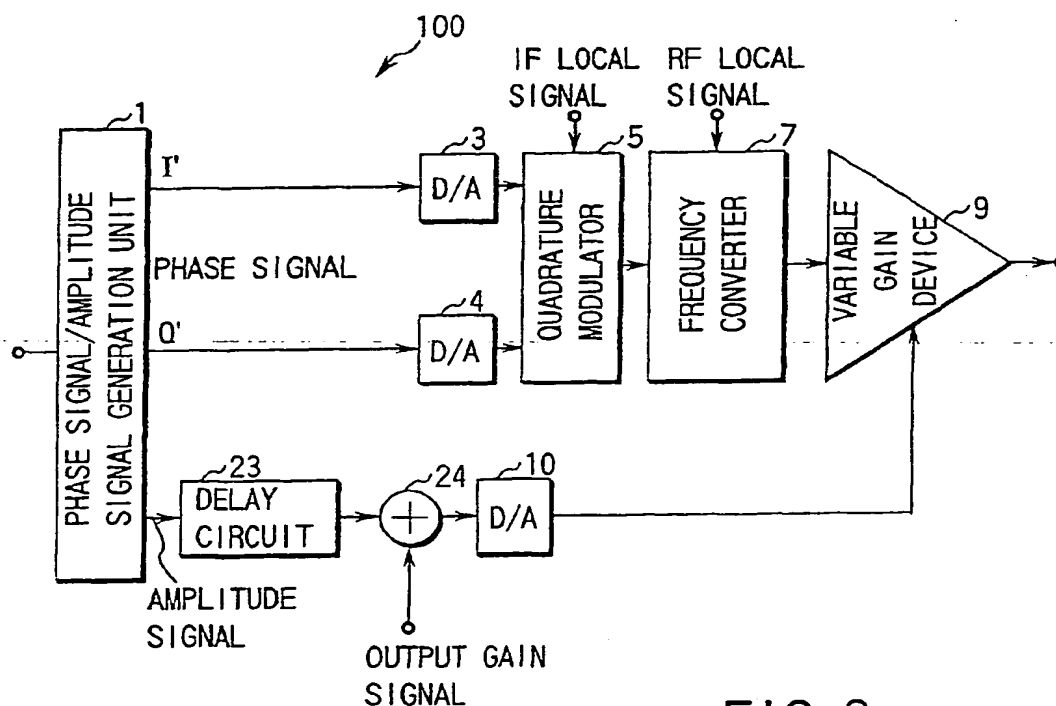 100
IF LOCAL
SIGNAL
RF LOCAL
SIGNAL
1
PHASE SIGNAL/AMPLITUDE
SIGNAL GENERATION UNIT
I'
PHASE SIGNAL
Q'
3
D/A
4
D/A
5
QUADRATURE
MODULATOR
7
FREQUENCY
CONVERTER
9
VARIABLE
GAIN
DEVICE
23
DELAY
CIRCUIT
24
+
10
D/A
AMPLITUDE
SIGNAL
OUTPUT GAIN
SIGNAL